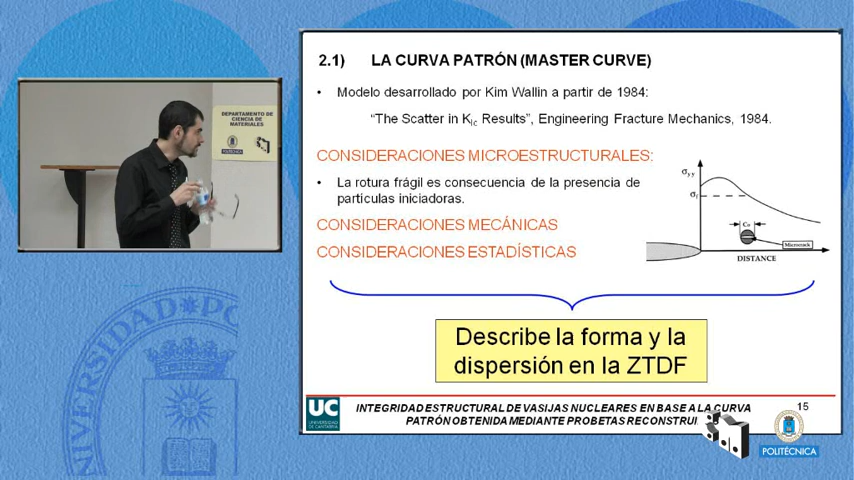 DEPARTAMENTO DE
CIENCIA DE
MATERIALES
POLITÉCNICA
2.1) LA CURVA PATRÓN (MASTER CURVE)
• Modelo desarrollado por Kim Wallin a partir de 1984:
"The Scatter in KIc Results", Engineering Fracture Mechanics, 1984.
CONSIDERACIONES MICROESTRUCTURALES:
• La rotura frágil es consecuencia de la presencia de
partículas iniciadoras.
CONSIDERACIONES MECÁNICAS
CONSIDERACIONES ESTADÍSTICAS
σyy
σf
Co
Microcrack
DISTANCE
Describe la forma y la
dispersión en la ZTDF
UC
UNIVERSIDAD
DE CANTABRIA
INTEGRIDAD ESTRUCTURAL DE VASIJAS NUCLEARES EN BASE A LA CURVA
PATRÓN OBTENIDA MEDIANTE PROBETAS RECONSTRUI
15
POLITÉCNICA
UNIVERSIDAD PO